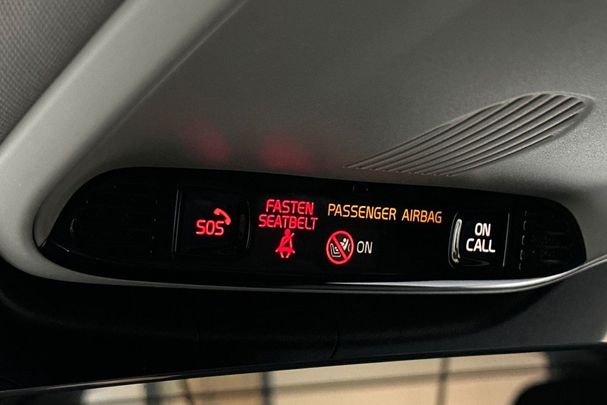 SOS
FASTEN
SEATBELT
PASSENGER AIRBAG
ON
ON
CALL